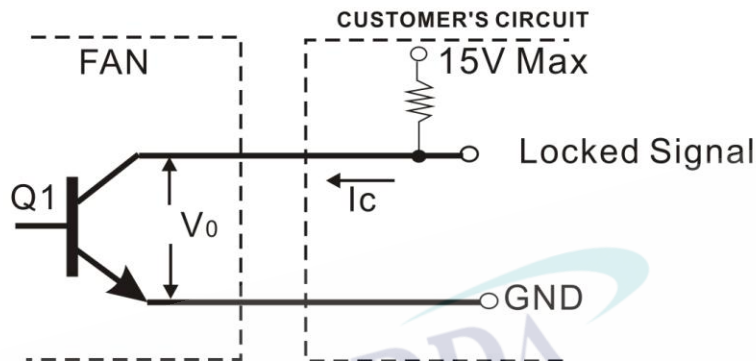 CUSTOMER'S CIRCUIT
FAN
15V Max
Locked Signal
Q1
V0
Ic
GND